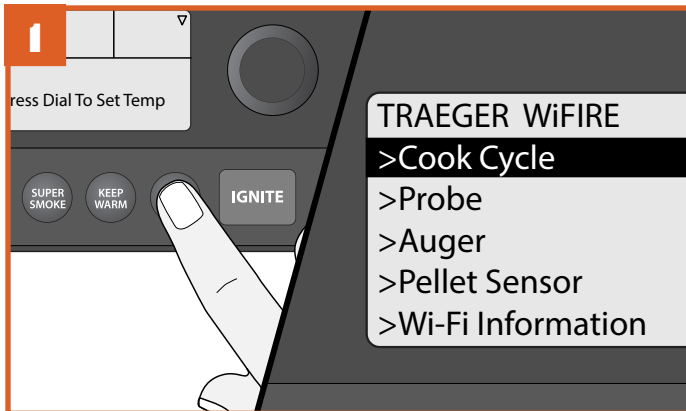 1
ress Dial To Set Temp
SUPER
SMOKE
KEEP
WARM
IGNITE
TRAEGER WiFIRE
>Cook Cycle
>Probe
>Auger
>Pellet Sensor
>Wi-Fi Information